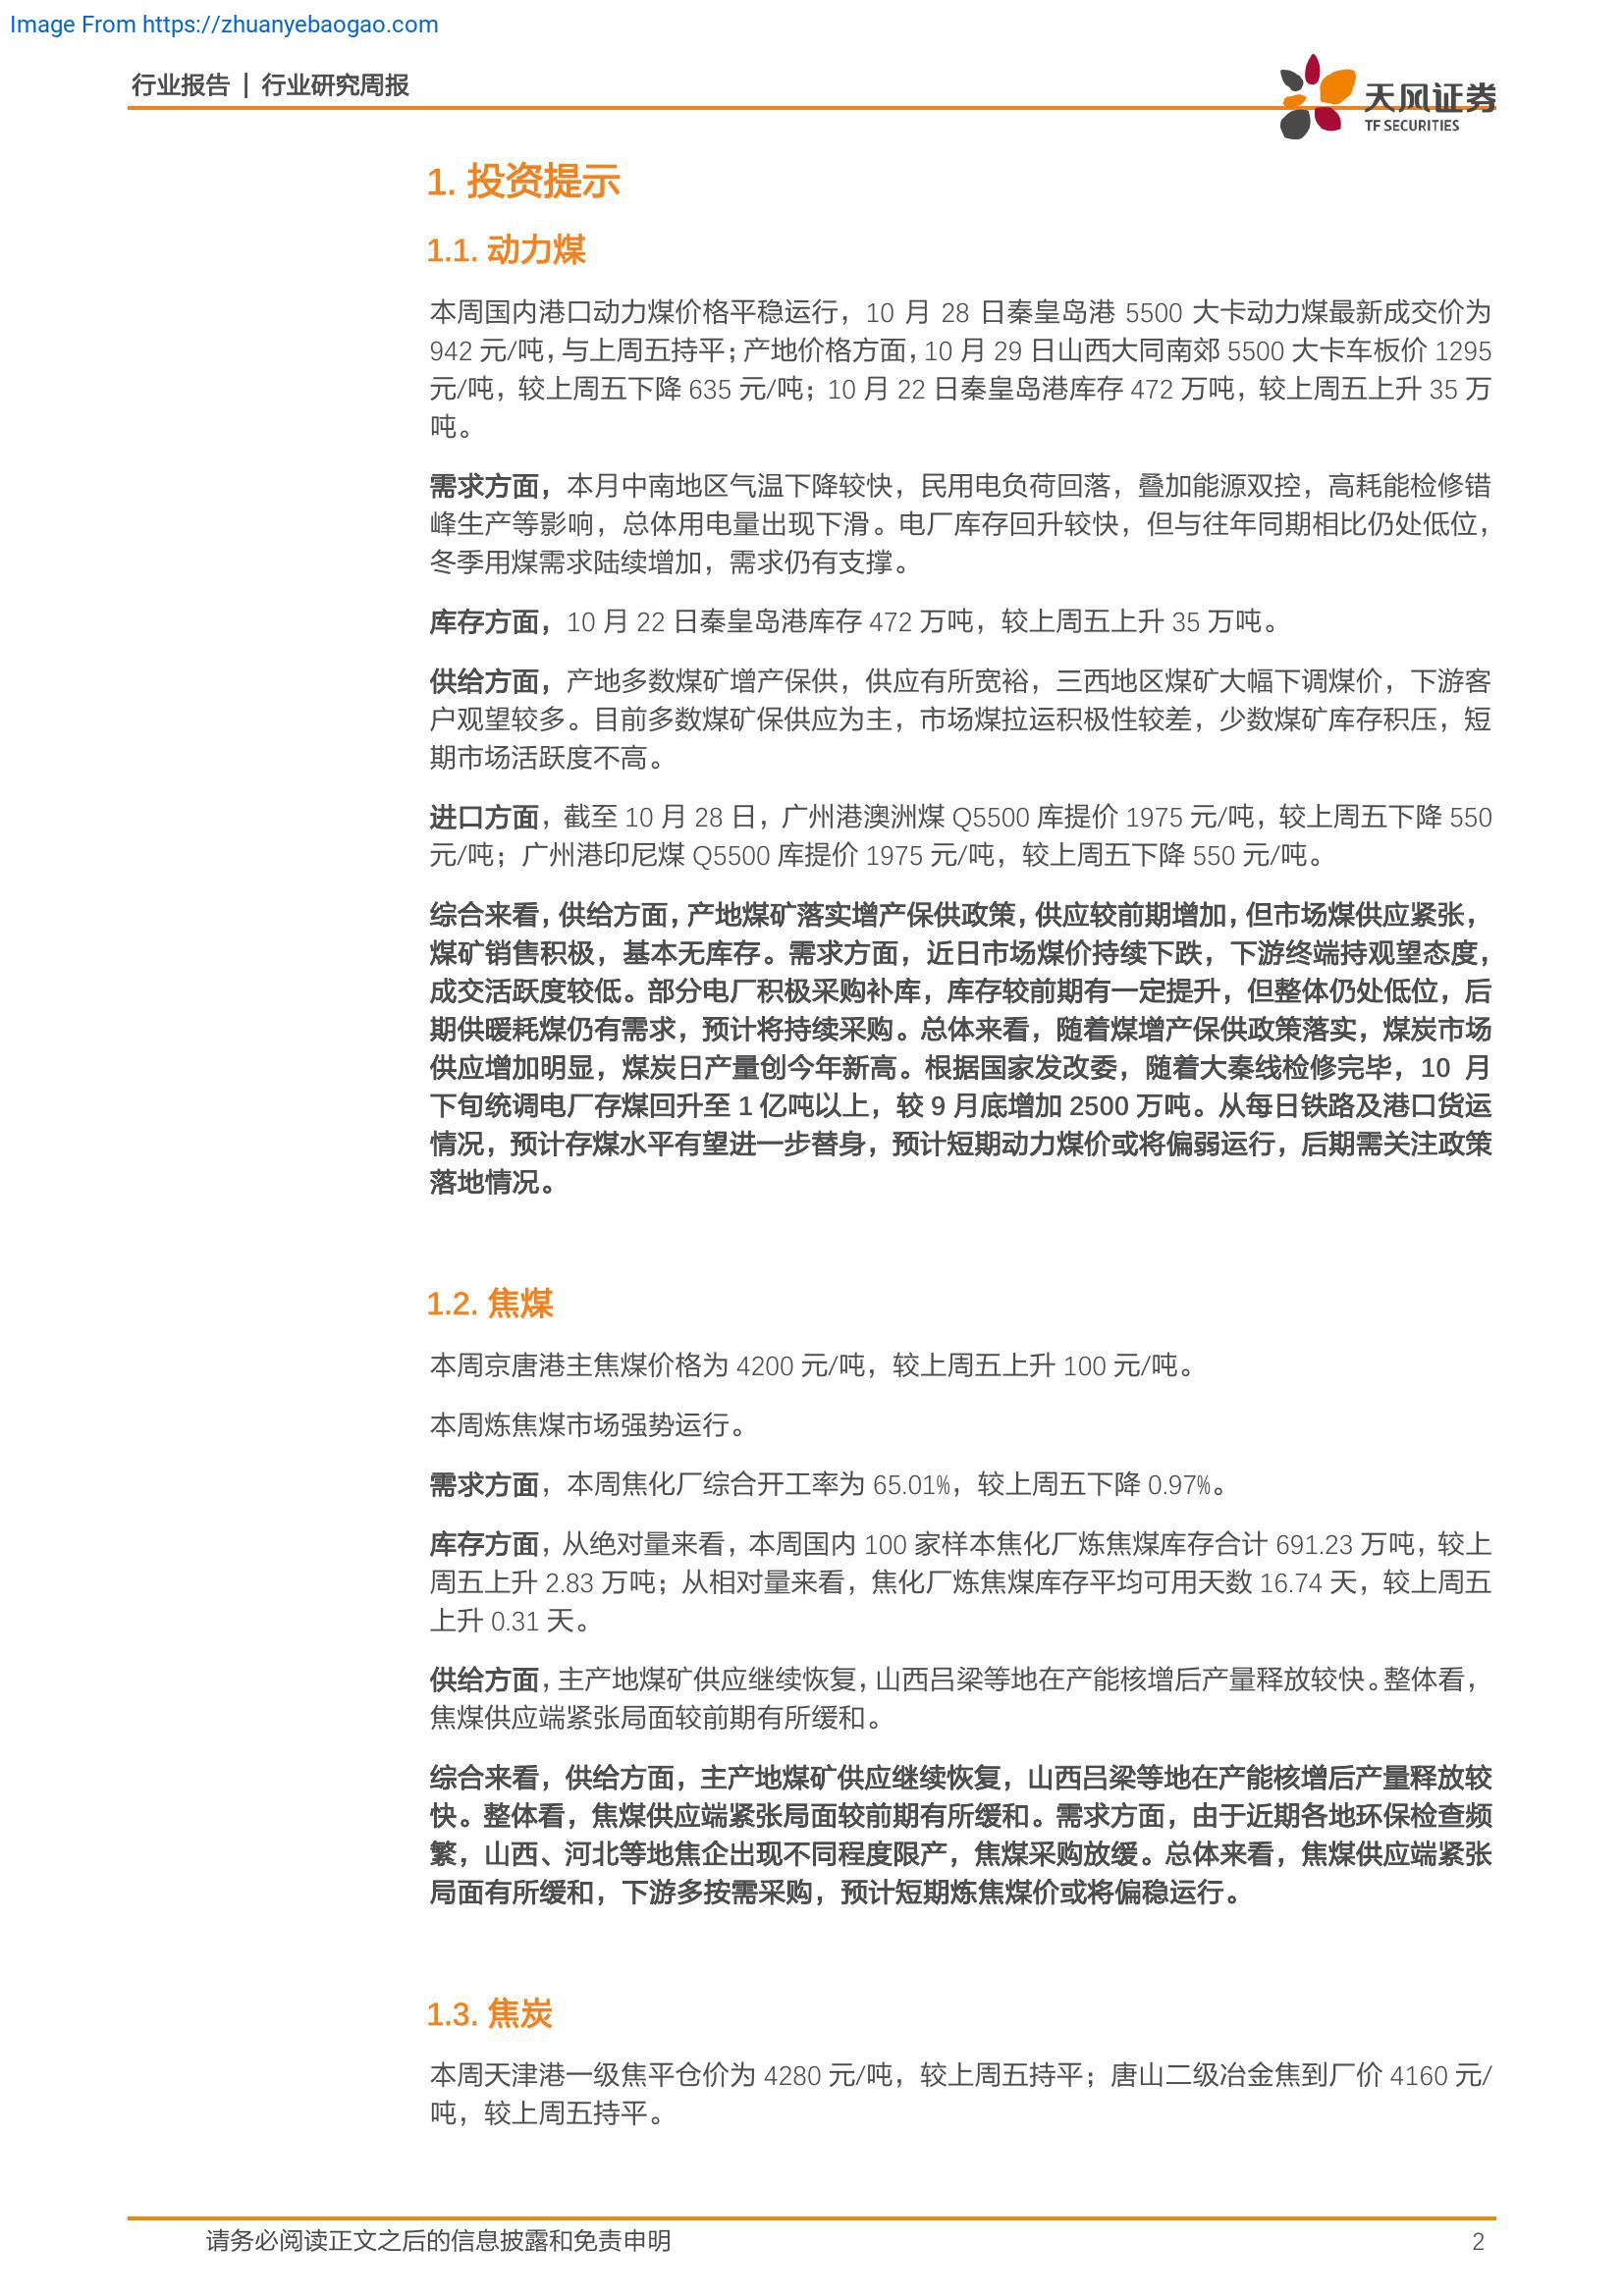 Image From https://zhuanyebaogao.com
行业报告 | 行业研究周报
天风证券
TF SECURITIES
1. 投资提示
1.1. 动力煤
本周国内港口动力煤价格平稳运行，10 月 28 日秦皇岛港 5500 大卡动力煤最新成交价为
942 元/吨，与上周五持平；产地价格方面，10 月 29 日山西大同南郊 5500 大卡车板价 1295
元/吨，较上周五下降 635 元/吨；10 月 22 日秦皇岛港库存 472 万吨，较上周五上升 35 万
吨。
需求方面，本月中南地区气温下降较快，民用电负荷回落，叠加能源双控，高耗能检修错
峰生产等影响，总体用电量出现下滑。电厂库存回升较快，但与往年同期相比仍处低位，
冬季用煤需求陆续增加，需求仍有支撑。
库存方面，10 月 22 日秦皇岛港库存 472 万吨，较上周五上升 35 万吨。
供给方面，产地多数煤矿增产保供，供应有所宽裕，三西地区煤矿大幅下调煤价，下游客
户观望较多。目前多数煤矿保供应为主，市场煤拉运积极性较差，少数煤矿库存积压，短
期市场活跃度不高。
进口方面，截至 10 月 28 日，广州港澳洲煤 Q5500 库提价 1975 元/吨，较上周五下降 550
元/吨；广州港印尼煤 Q5500 库提价 1975 元/吨，较上周五下降 550 元/吨。
综合来看，供给方面，产地煤矿落实增产保供政策，供应较前期增加，但市场煤供应紧张，
煤矿销售积极，基本无库存。需求方面，近日市场煤价持续下跌，下游终端持观望态度，
成交活跃度较低。部分电厂积极采购补库，库存较前期有一定提升，但整体仍处低位，后
期供暖耗煤仍有需求，预计将持续采购。总体来看，随着煤增产保供政策落实，煤炭市场
供应增加明显，煤炭日产量创今年新高。根据国家发改委，随着大秦线检修完毕，10 月
下旬统调电厂存煤回升至 1 亿吨以上，较 9 月底增加 2500 万吨。从每日铁路及港口货运
情况，预计存煤水平有望进一步替身，预计短期动力煤价或将偏弱运行，后期需关注政策
落地情况。
1.2. 焦煤
本周京唐港主焦煤价格为 4200 元/吨，较上周五上升 100 元/吨。
本周炼焦煤市场强势运行。
需求方面，本周焦化厂综合开工率为 65.01%，较上周五下降 0.97%。
库存方面，从绝对量来看，本周国内 100 家样本焦化厂炼焦煤库存合计 691.23 万吨，较上
周五上升 2.83 万吨；从相对量来看，焦化厂炼焦煤库存平均可用天数 16.74 天，较上周五
上升 0.31 天。
供给方面，主产地煤矿供应继续恢复，山西吕梁等地在产能核增后产量释放较快。整体看，
焦煤供应端紧张局面较前期有所缓和。
综合来看，供给方面，主产地煤矿供应继续恢复，山西吕梁等地在产能核增后产量释放较
快。整体看，焦煤供应端紧张局面较前期有所缓和。需求方面，由于近期各地环保检查频
繁，山西、河北等地焦企出现不同程度限产，焦煤采购放缓。总体来看，焦煤供应端紧张
局面有所缓和，下游多按需采购，预计短期炼焦煤价或将偏稳运行。
1.3. 焦炭
本周天津港一级焦平仓价为 4280 元/吨，较上周五持平；唐山二级冶金焦到厂价 4160 元/
吨，较上周五持平。
请务必阅读正文之后的信息披露和免责申明
2